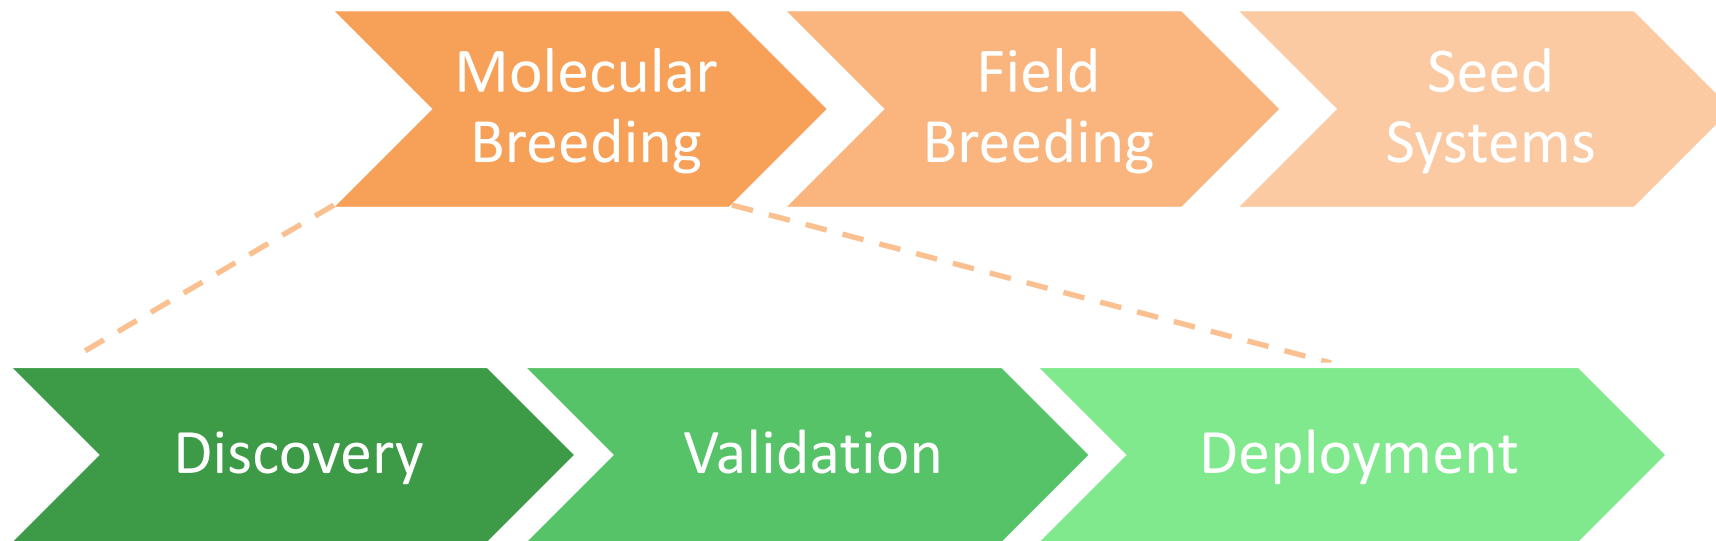 Molecular
Breeding
Field
Breeding
Seed
Systems
Discovery
Validation
Deployment